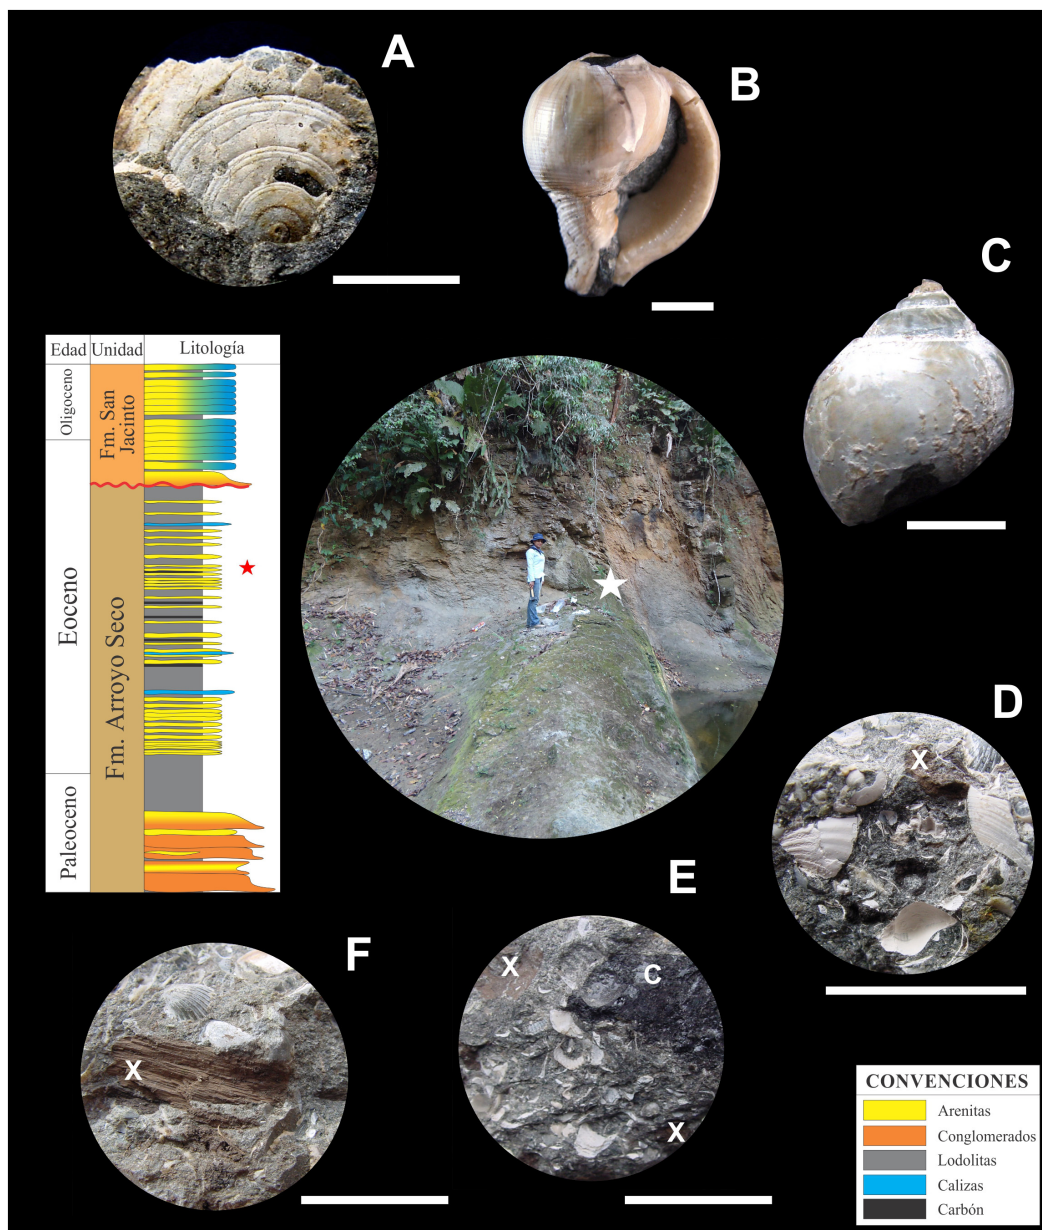 A
B
C
Edad Unidad Litología
Oligoceno
Fm. San
Jacinto
Eoceno
Fm. Arroyo Seco
Paleoceno
D
X
E
X
C
X
F
X
CONVENCIONES
Arenitas
Conglomerados
Lodolitas
Calizas
Carbón